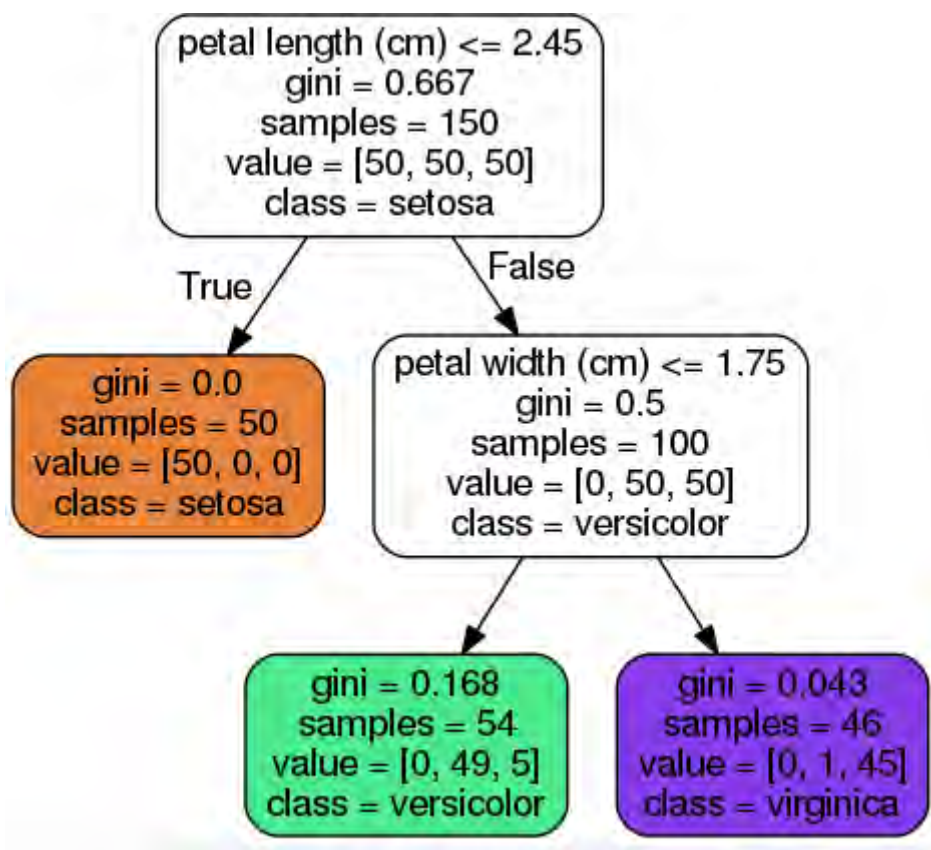 petal length (cm) <= 2.45
gini = 0.667
samples = 150
value = [50, 50, 50]
class = setosa
True
False
gini = 0.0
samples = 50
value = [50, 0, 0]
class = setosa
petal width (cm) <= 1.75
gini = 0.5
samples = 100
value = [0, 50, 50]
class = versicolor
gini = 0.168
samples = 54
value = [0, 49, 5]
class = versicolor
gini = 0.043
samples = 46
value = [0, 1, 45]
class = virginica